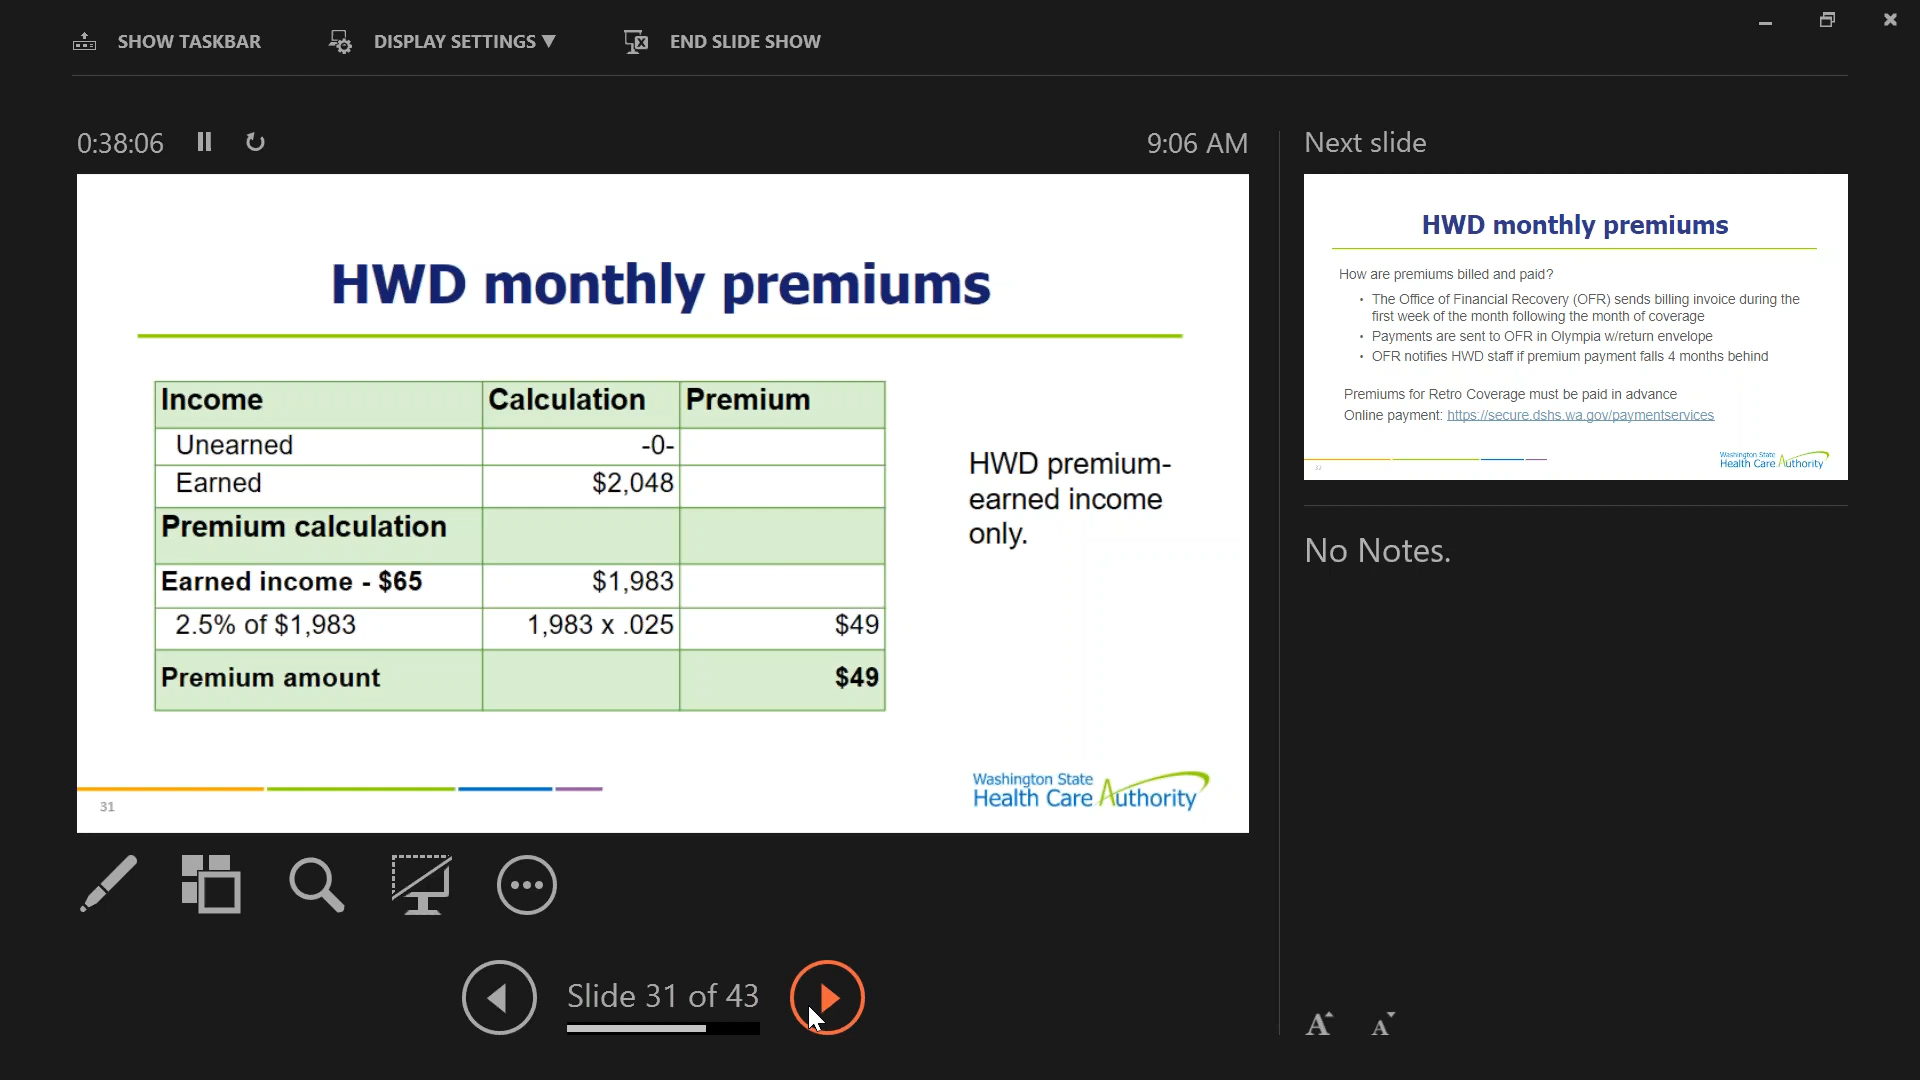 SHOW TASKBAR
DISPLAY SETTINGS ▼
END SLIDE SHOW
0:38:06
9:06 AM
Next slide
HWD monthly premiums
Income Calculation Premium
Unearned -0-
Earned $2,048
Premium calculation
Earned income - $65 $1,983
2.5% of $1,983 1,983 x .025 $49
Premium amount $49
HWD premium-
earned income
only.
31
Washington State
Health Care Authority
HWD monthly premiums
How are premiums billed and paid?
• The Office of Financial Recovery (OFR) sends billing invoice during the
first week of the month following the month of coverage
• Payments are sent to OFR in Olympia w/return envelope
• OFR notifies HWD staff if premium payment falls 4 months behind
Premiums for Retro Coverage must be paid in advance
Online payment: https://secure.dshs.wa.gov/paymentservices
32
Washington State
Health Care Authority
No Notes.
Slide 31 of 43
A A